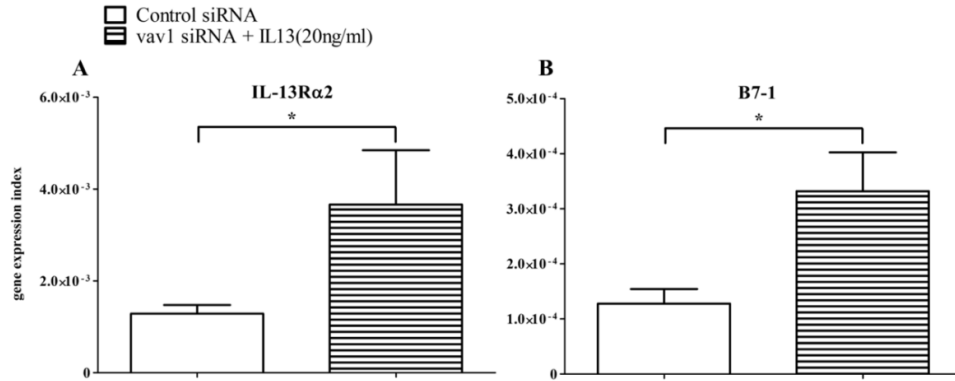 Control siRNA
vav1 siRNA + IL13(20ng/ml)
A
IL-13Rα2
*
6.0×10⁻³
4.0×10⁻³
2.0×10⁻³
0
gene expression index
B
B7-1
*
5.0×10⁻⁴
4.0×10⁻⁴
3.0×10⁻⁴
2.0×10⁻⁴
1.0×10⁻⁴
0